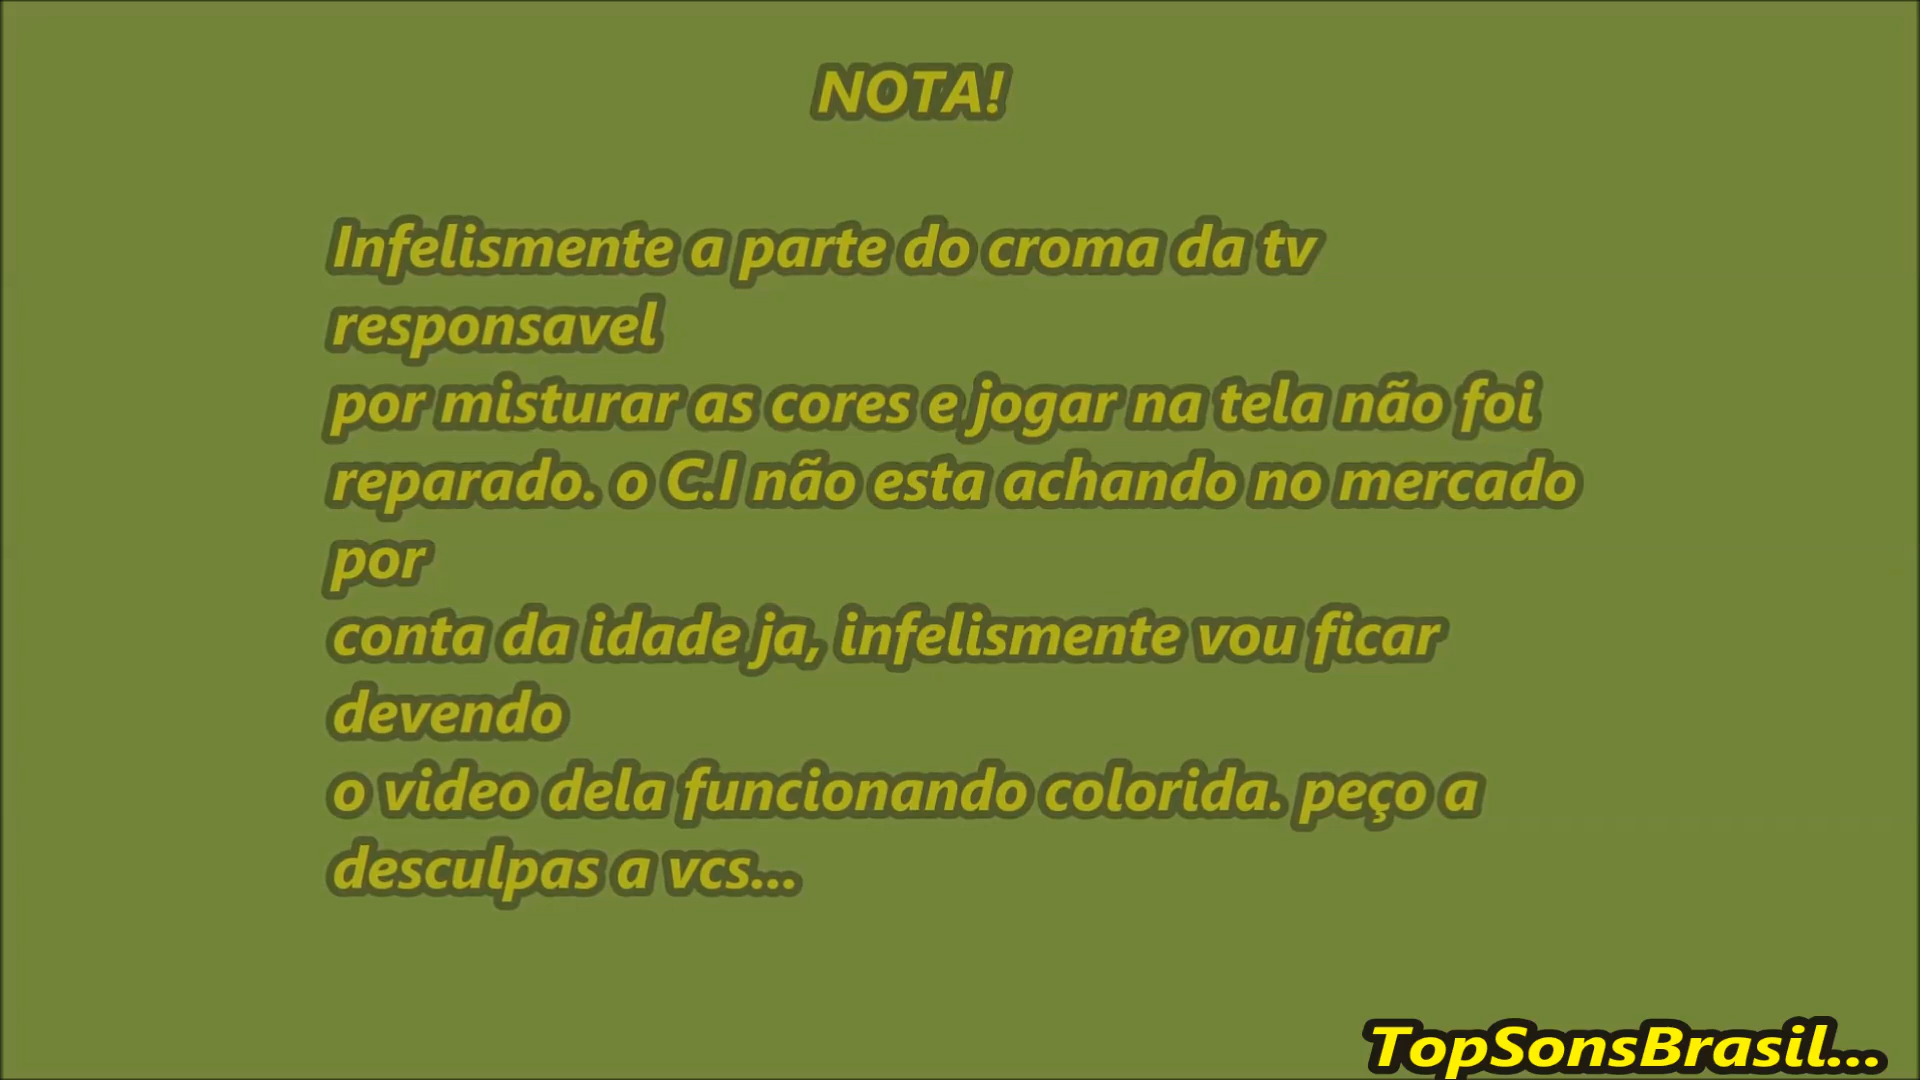 NOTA!
Infelismente a parte do croma da tv
responsavel
por misturar as cores e jogar na tela não foi
reparado. o C.I não esta achando no mercado
por
conta da idade ja, infelismente vou ficar
devendo
o video dela funcionando colorida. peço a
desculpas a vcs...
TopSonsBrasil...